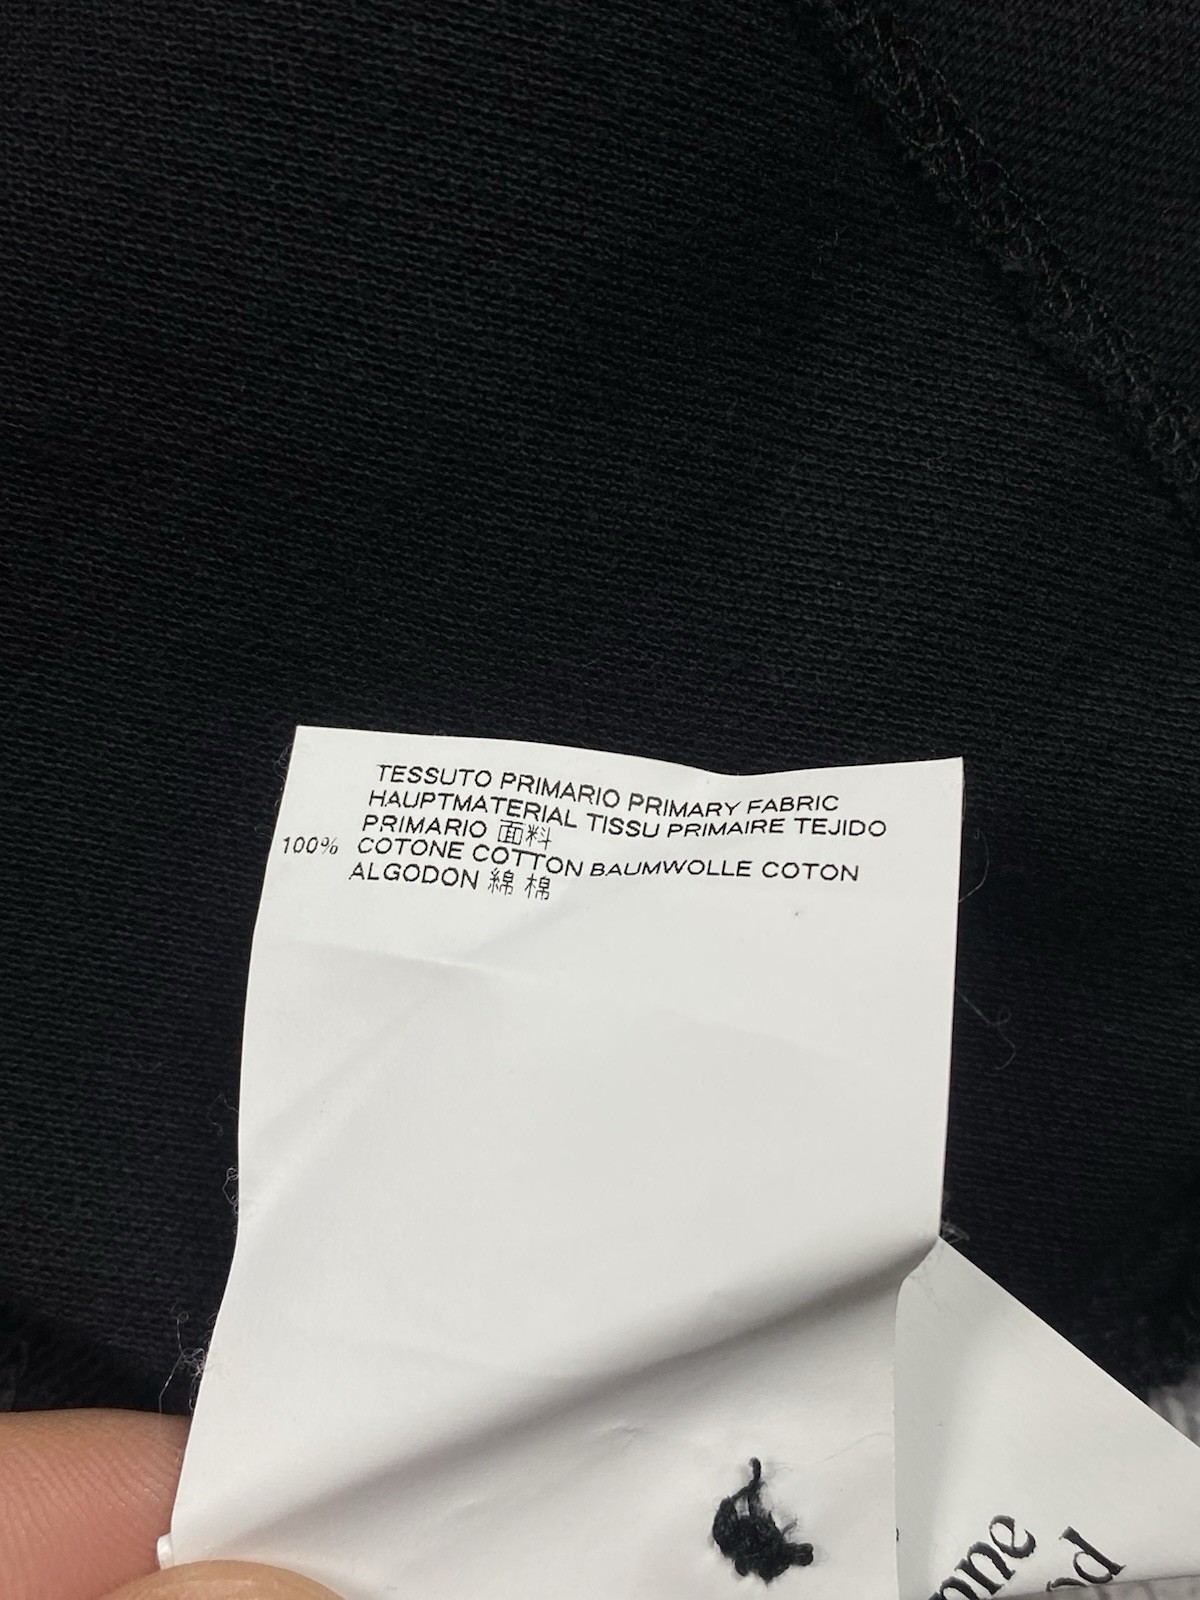 TESSUTO PRIMARIO PRIMARY FABRIC
HAUPTMATERIAL TISSU PRIMAIRE TEJIDO
PRIMARIO 面料
100% COTONE COTTON BAUMWOLLE COTON
ALGODON 綿 棉